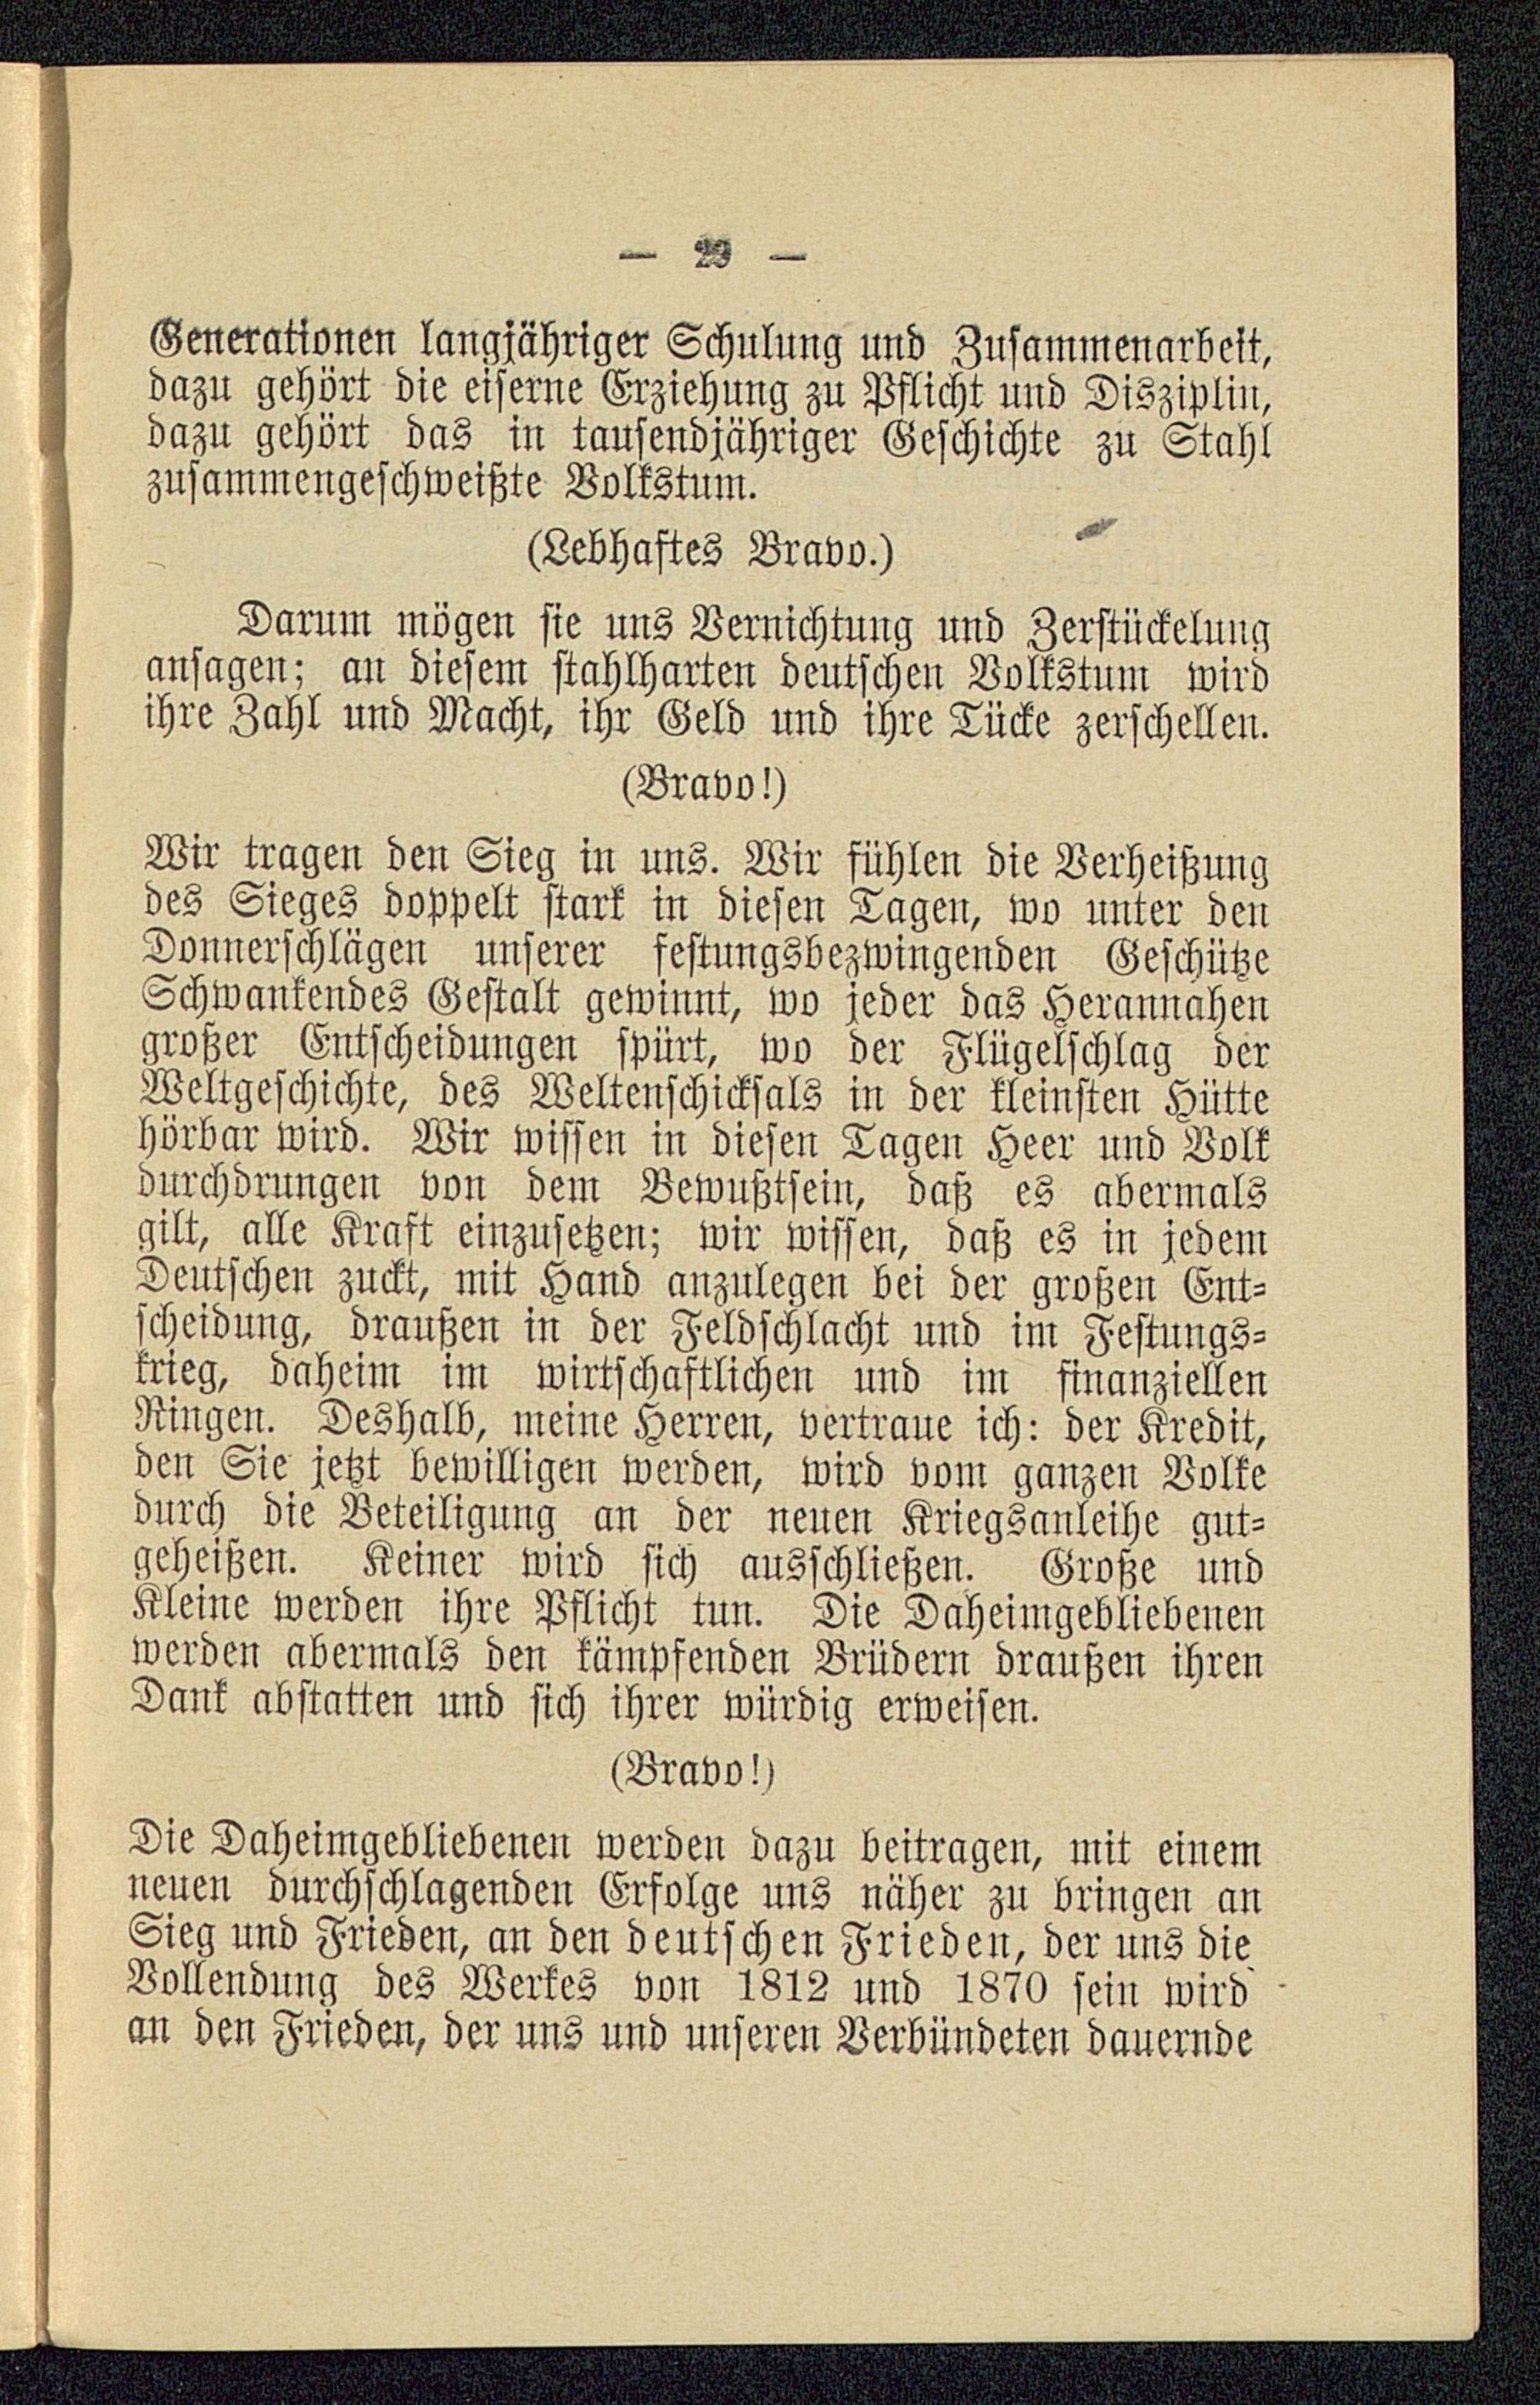 — 29 —
Generationen langjähriger Schulung und Zusammenarbeit,
dazu gehört die eiserne Erziehung zu Pflicht und Disziplin,
dazu gehört das in tausendjähriger Geschichte zu Stahl
zusammengeschweißte Volkstum.
(Lebhaftes Bravo.)
Darum mögen sie uns Vernichtung und Zerstückelung
ansagen; an diesem stahlharten deutschen Volkstum wird
ihre Zahl und Macht, ihr Geld und ihre Tücke zerschellen.
(Bravo!)
Wir tragen den Sieg in uns. Wir fühlen die Verheißung
des Sieges doppelt stark in diesen Tagen, wo unter den
Donnerschlägen unserer festungsbezwingenden Geschütze
Schwankendes Gestalt gewinnt, wo jeder das Herannahen
großer Entscheidungen spürt, wo der Flügelschlag der
Weltgeschichte, des Weltenschicksals in der kleinsten Hütte
hörbar wird. Wir wissen in diesen Tagen Heer und Volk
durchdrungen von dem Bewußtsein, daß es abermals
gilt, alle Kraft einzusetzen; wir wissen, daß es in jedem
Deutschen zuckt, mit Hand anzulegen bei der großen Ent-
scheidung, draußen in der Feldschlacht und im Festungs-
krieg, daheim im wirtschaftlichen und im finanziellen
Ringen. Deshalb, meine Herren, vertraue ich: der Kredit,
den Sie jetzt bewilligen werden, wird vom ganzen Volke
durch die Beteiligung an der neuen Kriegsanleihe gut-
geheißen. Keiner wird sich ausschließen. Große und
Kleine werden ihre Pflicht tun. Die Daheimgebliebenen
werden abermals den kämpfenden Brüdern draußen ihren
Dank abstatten und sich ihrer würdig erweisen.
(Bravo!)
Die Daheimgebliebenen werden dazu beitragen, mit einem
neuen durchschlagenden Erfolge uns näher zu bringen an
Sieg und Frieden, an den deutschen Frieden, der uns die
Vollendung des Werkes von 1812 und 1870 sein wird
an den Frieden, der uns und unseren Verbündeten dauernde